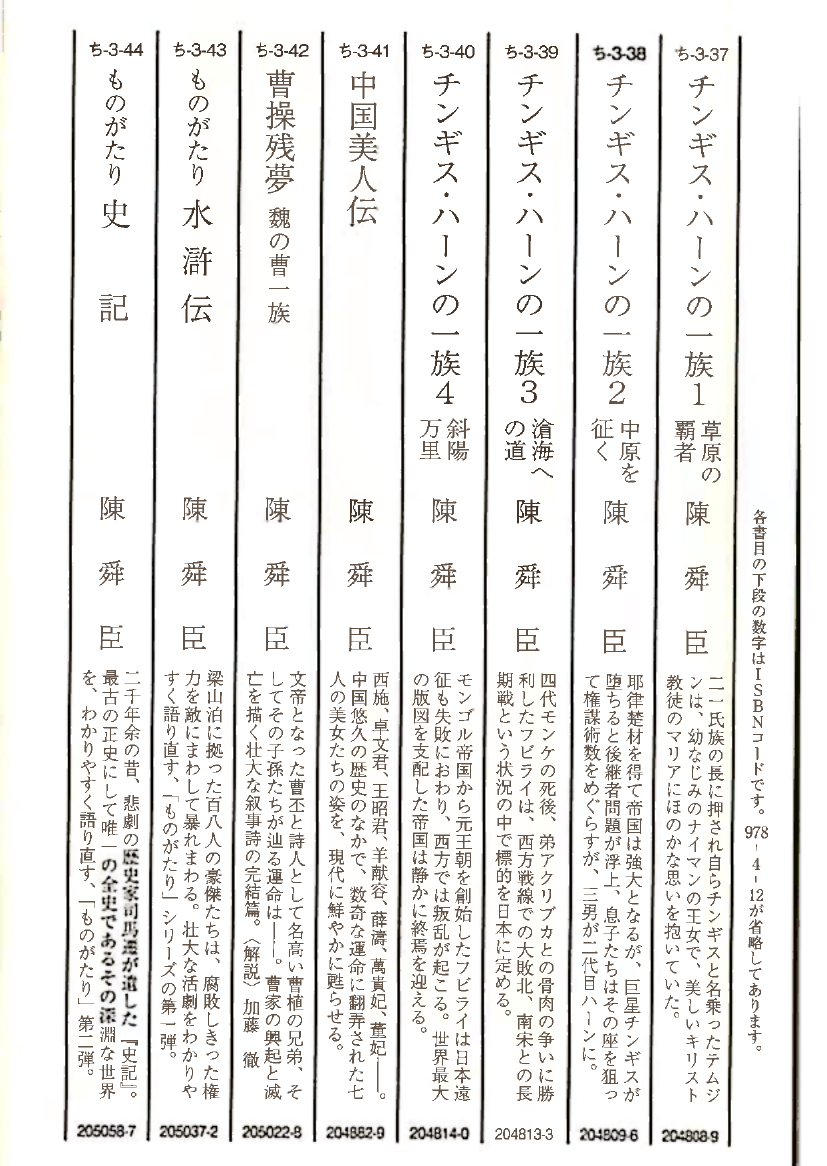 各書目の下段の数字はISBNコードです。978-4-12が省略してあります。
ち-3-37
チンギス・ハーンの一族1
草原の
覇者
陳舜臣
二一氏族の長に押され自らチンギスと名乗ったテムジ
ンは、幼なじみのナイマンの王女で、美しいキリスト
教徒のマリアにほのかな思いを抱いていた。
204808-9
ち-3-38
チンギス・ハーンの一族2
中原を
征く
陳舜臣
耶律楚材を得て帝国は強大となるが、巨星チンギスが
堕ちると後継者問題が浮上、息子たちはその座を狙っ
て権謀術数をめぐらすが、三男が二代目ハーンに。
204809-6
ち-3-39
チンギス・ハーンの一族3
滄海へ
の道
陳舜臣
四代モンケの死後、弟アクリブカとの骨肉の争いに勝
利したフビライは、西方戦線での大敗北、南宋との長
期戦という状況の中で標的を日本に定める。
204813-3
ち-3-40
チンギス・ハーンの一族4
斜陽
万里
陳舜臣
モンゴル帝国から元王朝を創始したフビライは日本遠
征も失敗におわり、西方では叛乱が起こる。世界最大
の版図を支配した帝国は静かに終焉を迎える。
204814-0
ち-3-41
中国美人伝
陳舜臣
西施、卓文君、王昭君、羊献容、薛濤、萬貴妃、董妃――。
中国悠久の歴史のなかで、数奇な運命に翻弄された七
人の美女たちの姿を、現代に鮮やかに甦らせる。
204882-9
ち-3-42
曹操残夢 魏の曹一族
陳舜臣
文帝となった曹丕と詩人として名高い曹植の兄弟、そ
してその子孫たちが辿る運命は――。曹家の興起と滅
亡を描く壮大な叙事詩の完結篇。〈解説〉加藤 徹
205022-8
ち-3-43
ものがたり 水滸伝
陳舜臣
梁山泊に拠った百八人の豪傑たちは、腐敗しきった権
力を敵にまわして暴れまわる。壮大な活劇をわかりや
すく語り直す、「ものがたり」シリーズの第一弾。
205037-2
ち-3-44
ものがたり 史記
陳舜臣
二千年余の昔、悲劇の歴史家司馬遷が遺した『史記』。
最古の正史にして唯一の全史であるその深淵な世界
を、わかりやすく語り直す、「ものがたり」第二弾。
205058-7